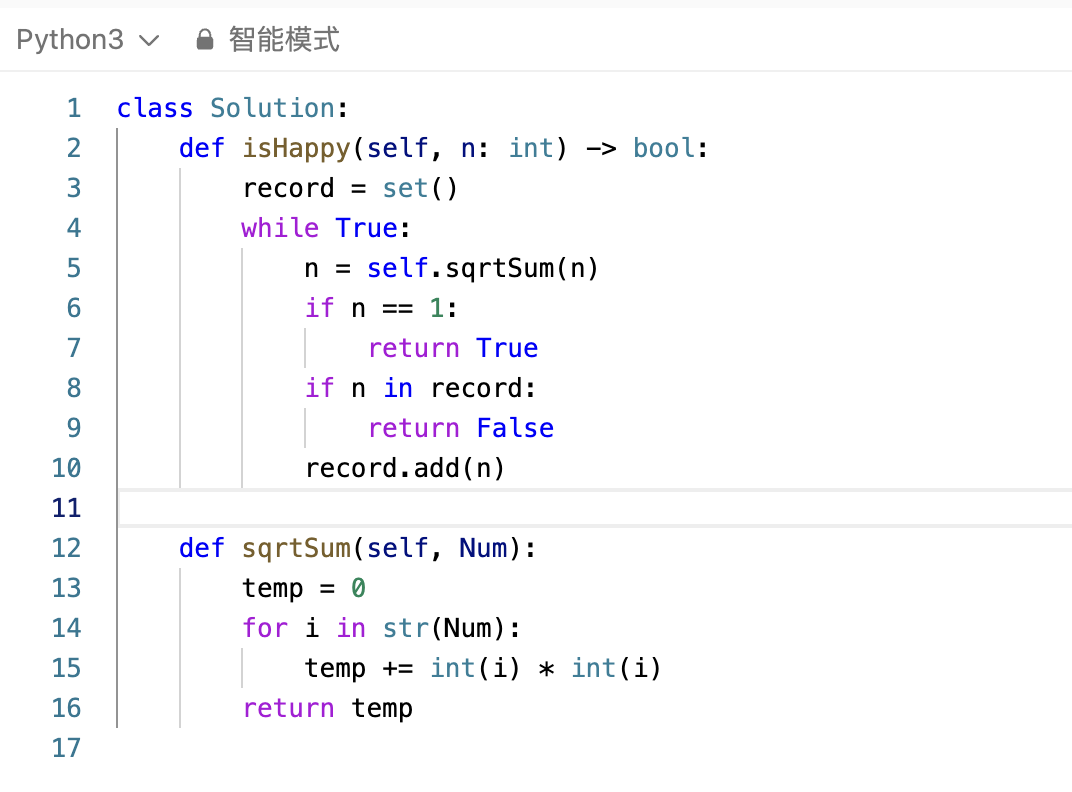 Python3 智能模式
1 class Solution:
2     def isHappy(self, n: int) -> bool:
3         record = set()
4         while True:
5             n = self.sqrtSum(n)
6             if n == 1:
7                 return True
8             if n in record:
9                 return False
10             record.add(n)
11
12     def sqrtSum(self, Num):
13         temp = 0
14         for i in str(Num):
15             temp += int(i) * int(i)
16         return temp
17